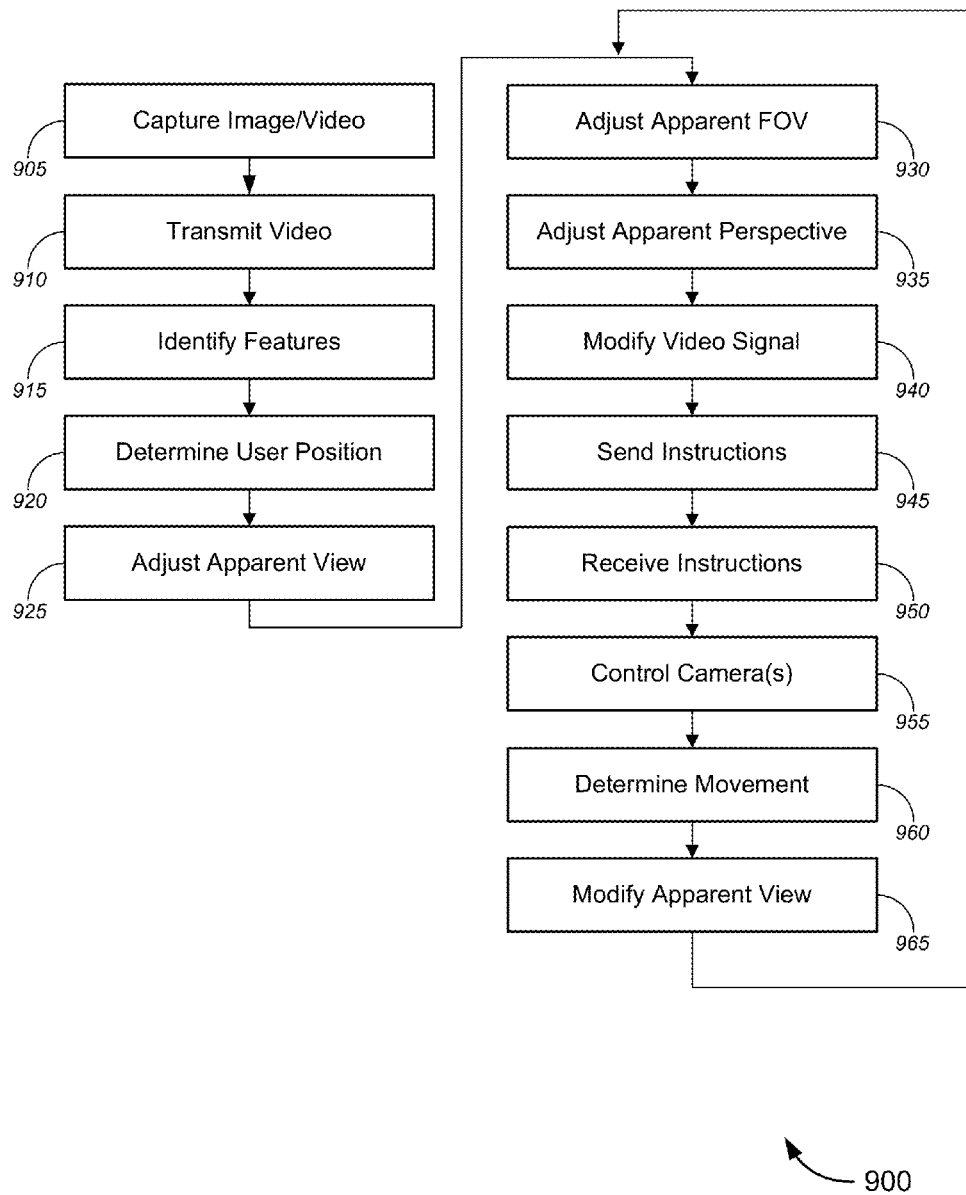 Capture Image/Video
905
Transmit Video
910
Identify Features
915
Determine User Position
920
Adjust Apparent View
925
Adjust Apparent FOV
930
Adjust Apparent Perspective
935
Modify Video Signal
940
Send Instructions
945
Receive Instructions
950
Control Camera(s)
955
Determine Movement
960
Modify Apparent View
965
900